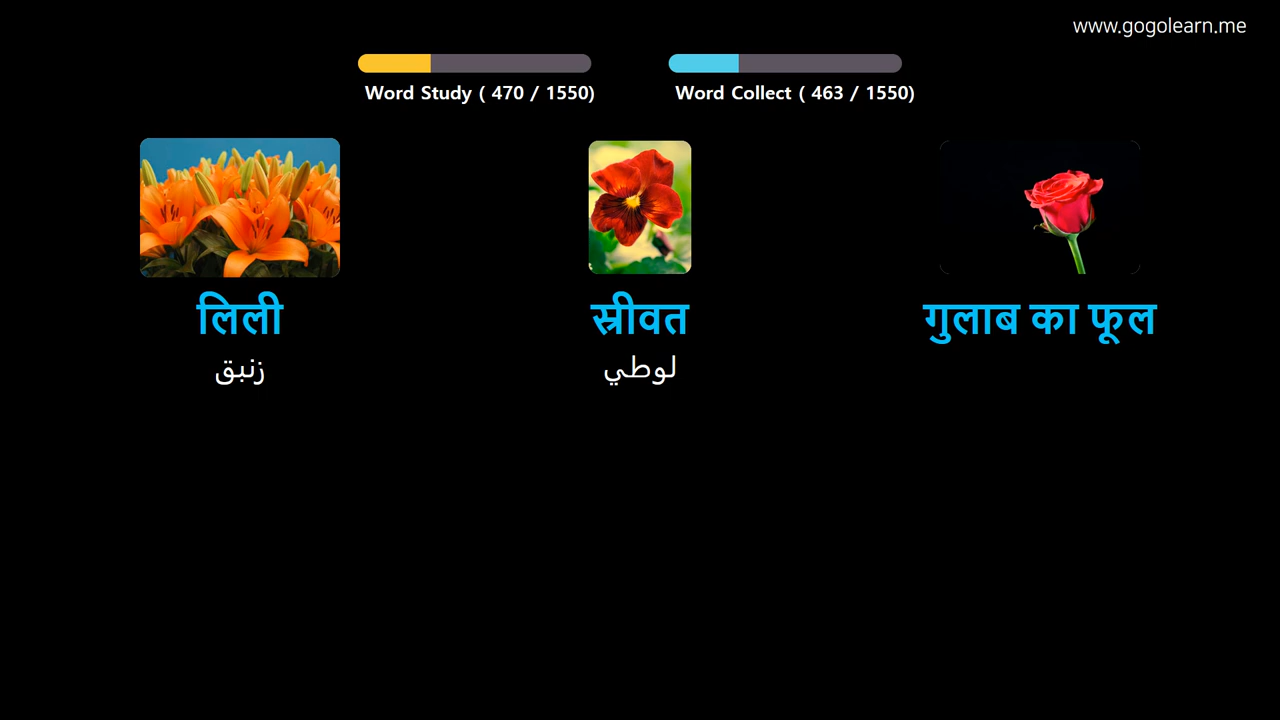 www.gogolearn.me
Word Study ( 470 / 1550)
Word Collect ( 463 / 1550)
लिली
स्रीवत
गुलाब का फूल
زنبق
لوطي